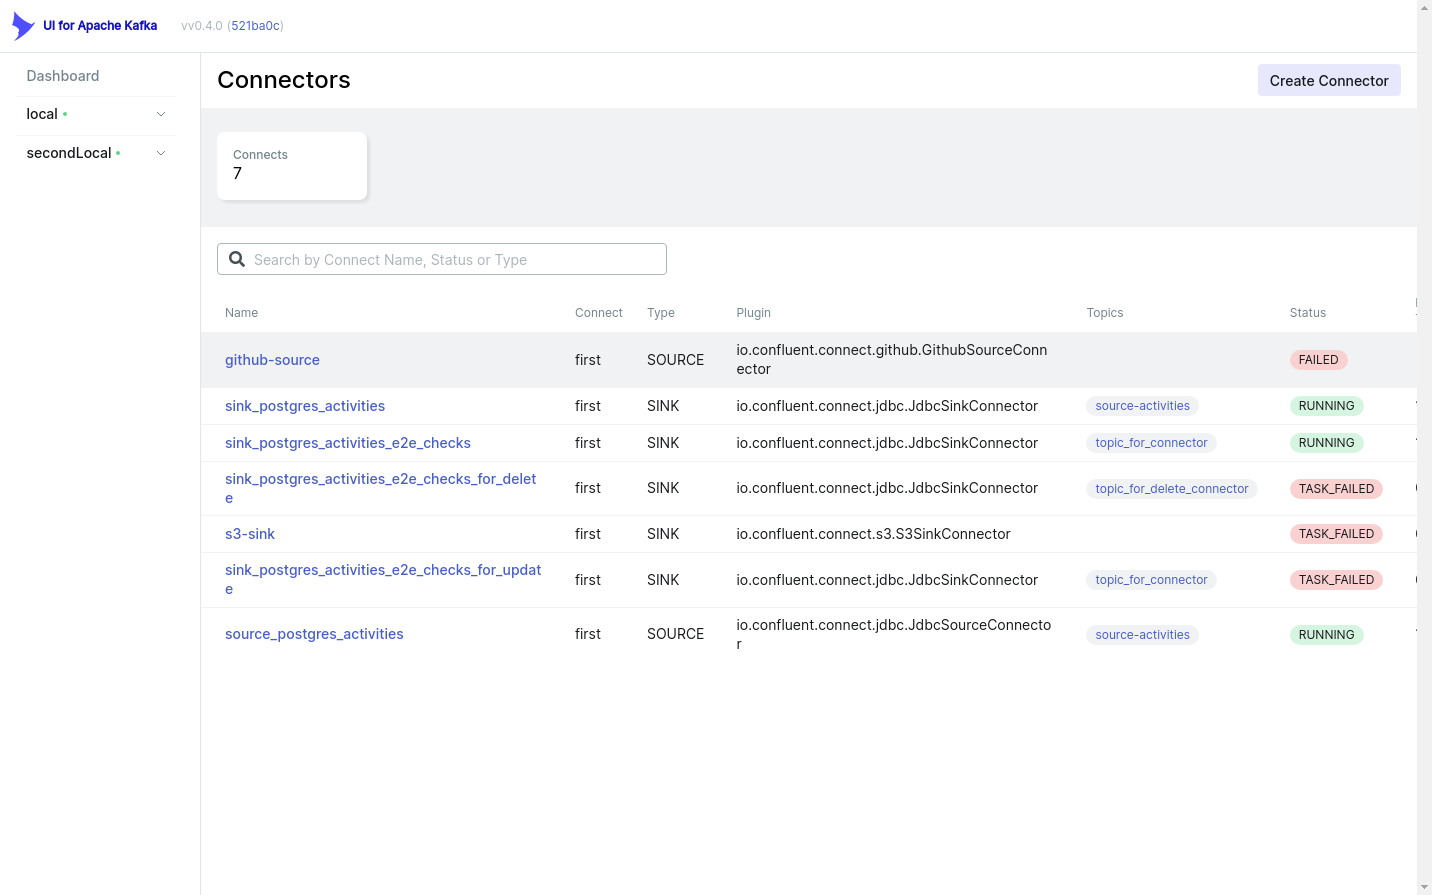 UI for Apache Kafka vv0.4.0 (521ba0c)
Dashboard
local
secondLocal
Connectors
Create Connector
Connects
7
Search by Connect Name, Status or Type
Name Connect Type Plugin Topics Status
github-source first SOURCE io.confluent.connect.github.GithubSourceConn
ector FAILED
sink_postgres_activities first SINK io.confluent.connect.jdbc.JdbcSinkConnector source-activities RUNNING
sink_postgres_activities_e2e_checks first SINK io.confluent.connect.jdbc.JdbcSinkConnector topic_for_connector RUNNING
sink_postgres_activities_e2e_checks_for_delet
e first SINK io.confluent.connect.jdbc.JdbcSinkConnector topic_for_delete_connector TASK_FAILED
s3-sink first SINK io.confluent.connect.s3.S3SinkConnector TASK_FAILED
sink_postgres_activities_e2e_checks_for_updat
e first SINK io.confluent.connect.jdbc.JdbcSinkConnector topic_for_connector TASK_FAILED
source_postgres_activities first SOURCE io.confluent.connect.jdbc.JdbcSourceConnecto
r source-activities RUNNING